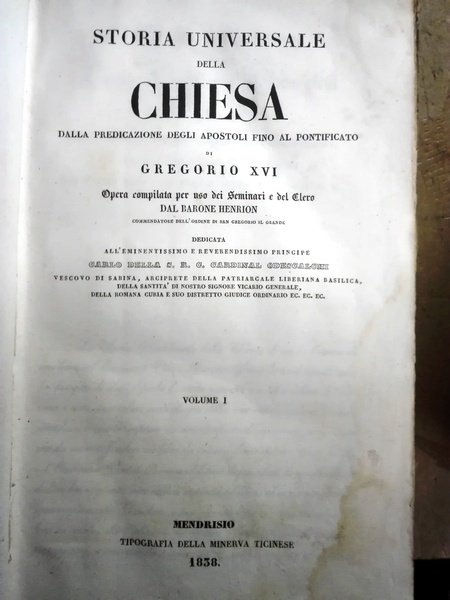 STORIA UNIVERSALE
DELLA
CHIESA
DALLA PREDICAZIONE DEGLI APOSTOLI FINO AL PONTIFICATO
DI
GREGORIO XVI
Opera compilata per uso dei Seminari e del Clero
DAL BARONE HENRION
COMMENDATORE DELL'ORDINE DI SAN GREGORIO IL GRANDE
DEDICATA
ALL'EMINENTISSIMO E REVERENDISSIMO PRINCIPE
CARLO DELLA S. R. C. CARDINAL ODESCALCHI
VESCOVO DI SABINA, ARCIPRETE DELLA PATRIARCALE LIBERIANA BASILICA,
DELLA SANTITA' DI NOSTRO SIGNORE VICARIO GENERALE,
DELLA ROMANA CURIA E SUO DISTRETTO GIUDICE ORDINARIO EC. EC. EC.
VOLUME I
MENDRISIO
TIPOGRAFIA DELLA MINERVA TICINESE
1838.